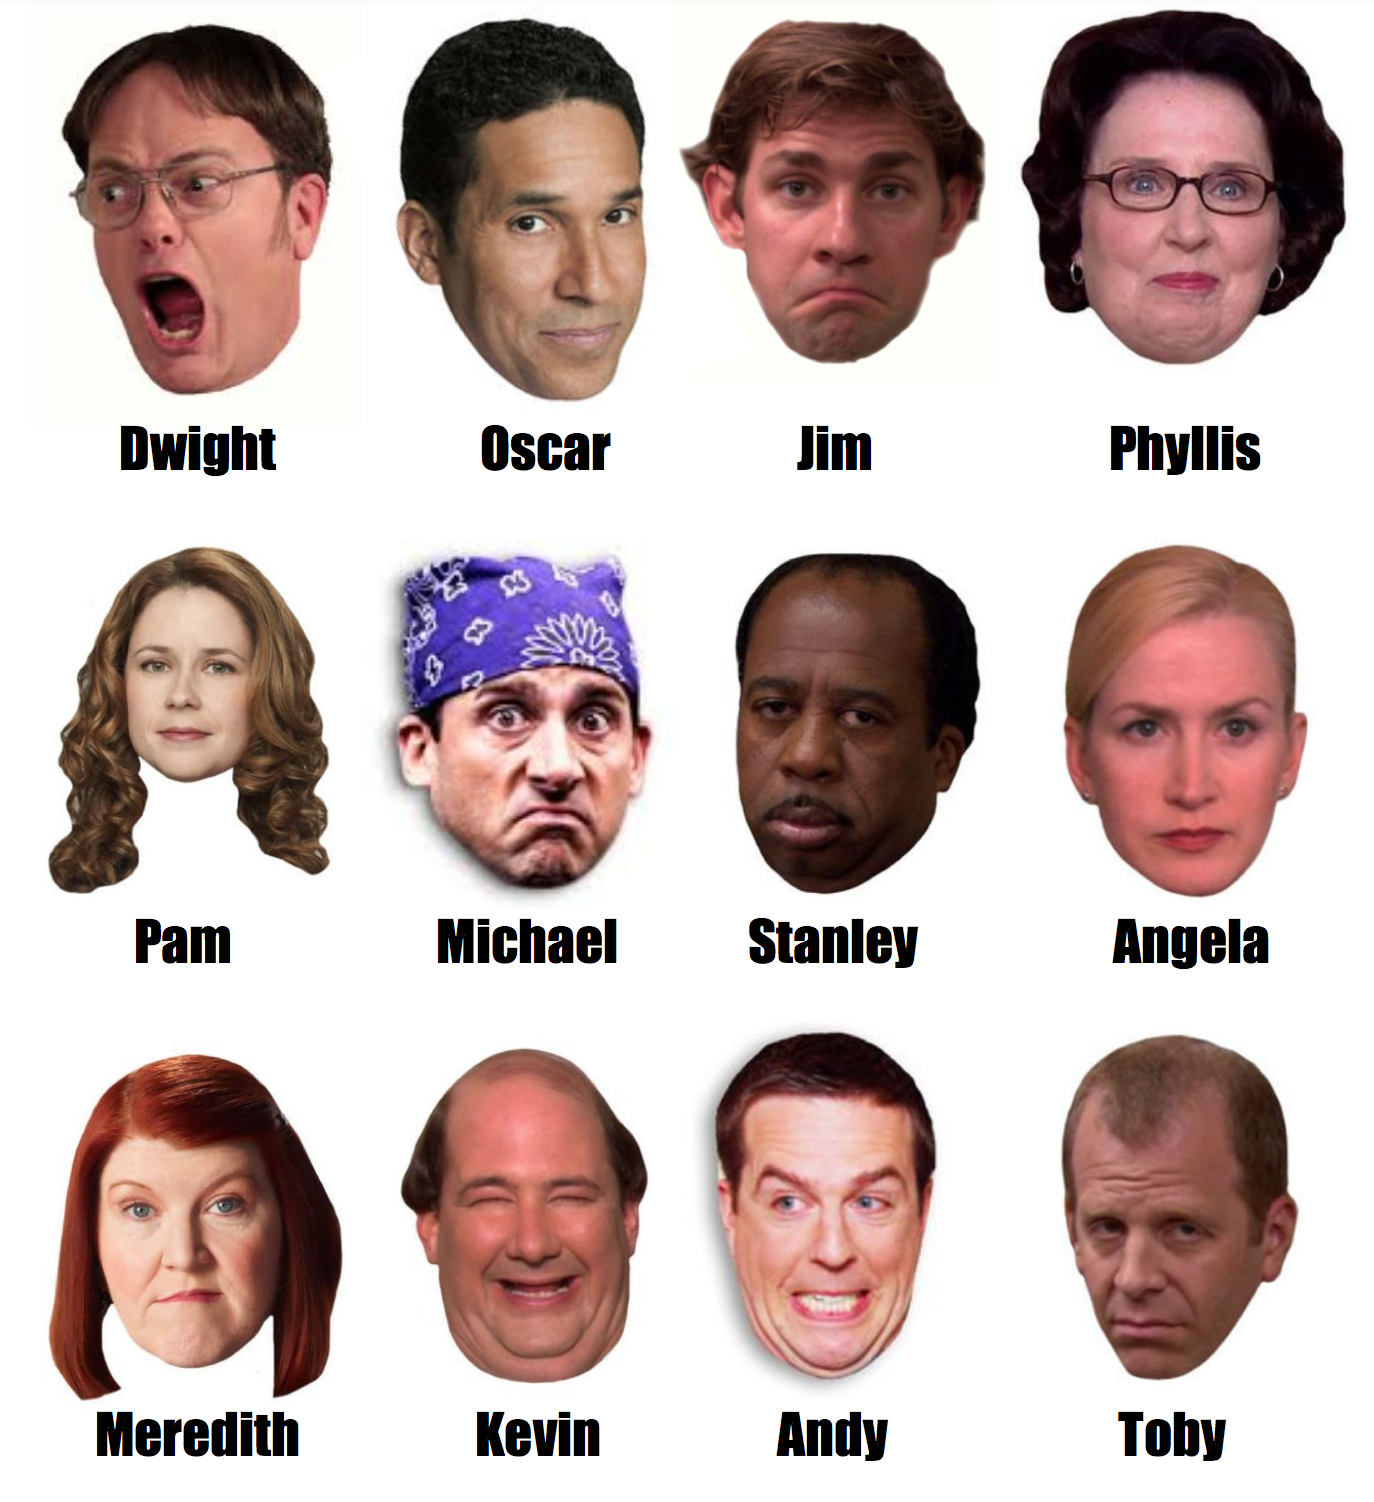 Dwight Oscar Jim Phyllis
Pam Michael Stanley Angela
Meredith Kevin Andy Toby